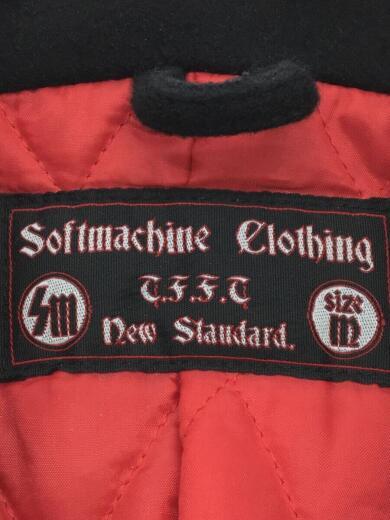 Softmachine Clothing
T.F.F.T
SM
size
m
New Standard.